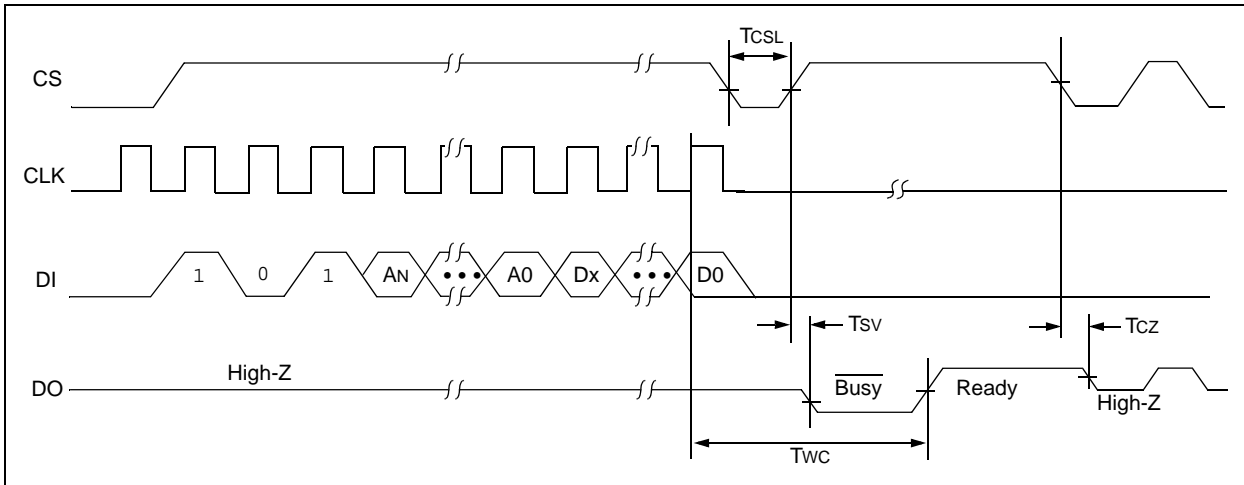 TCSL
CS
CLK
DI
1 0 1 AN ••• A0 Dx ••• D0
TSV
TCZ
High-Z
DO
Busy
Ready
High-Z
TWC